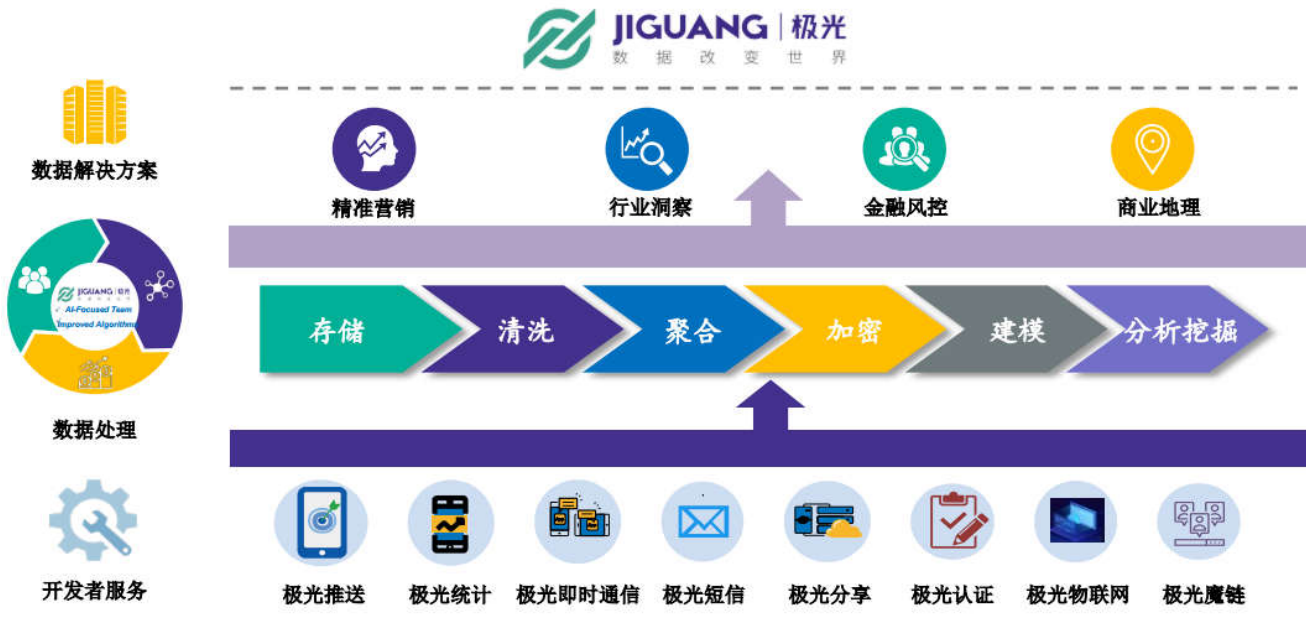 JIGUANG | 极光
数据改变世界
数据解决方案
精准营销
行业洞察
金融风控
商业地理
JIGUANG | 极光
AI-Focused Team
Improved Algorithms
数据处理
存储
清洗
聚合
加密
建模
分析挖掘
开发者服务
极光推送
极光统计
极光即时通信
极光短信
极光分享
极光认证
极光物联网
极光魔链